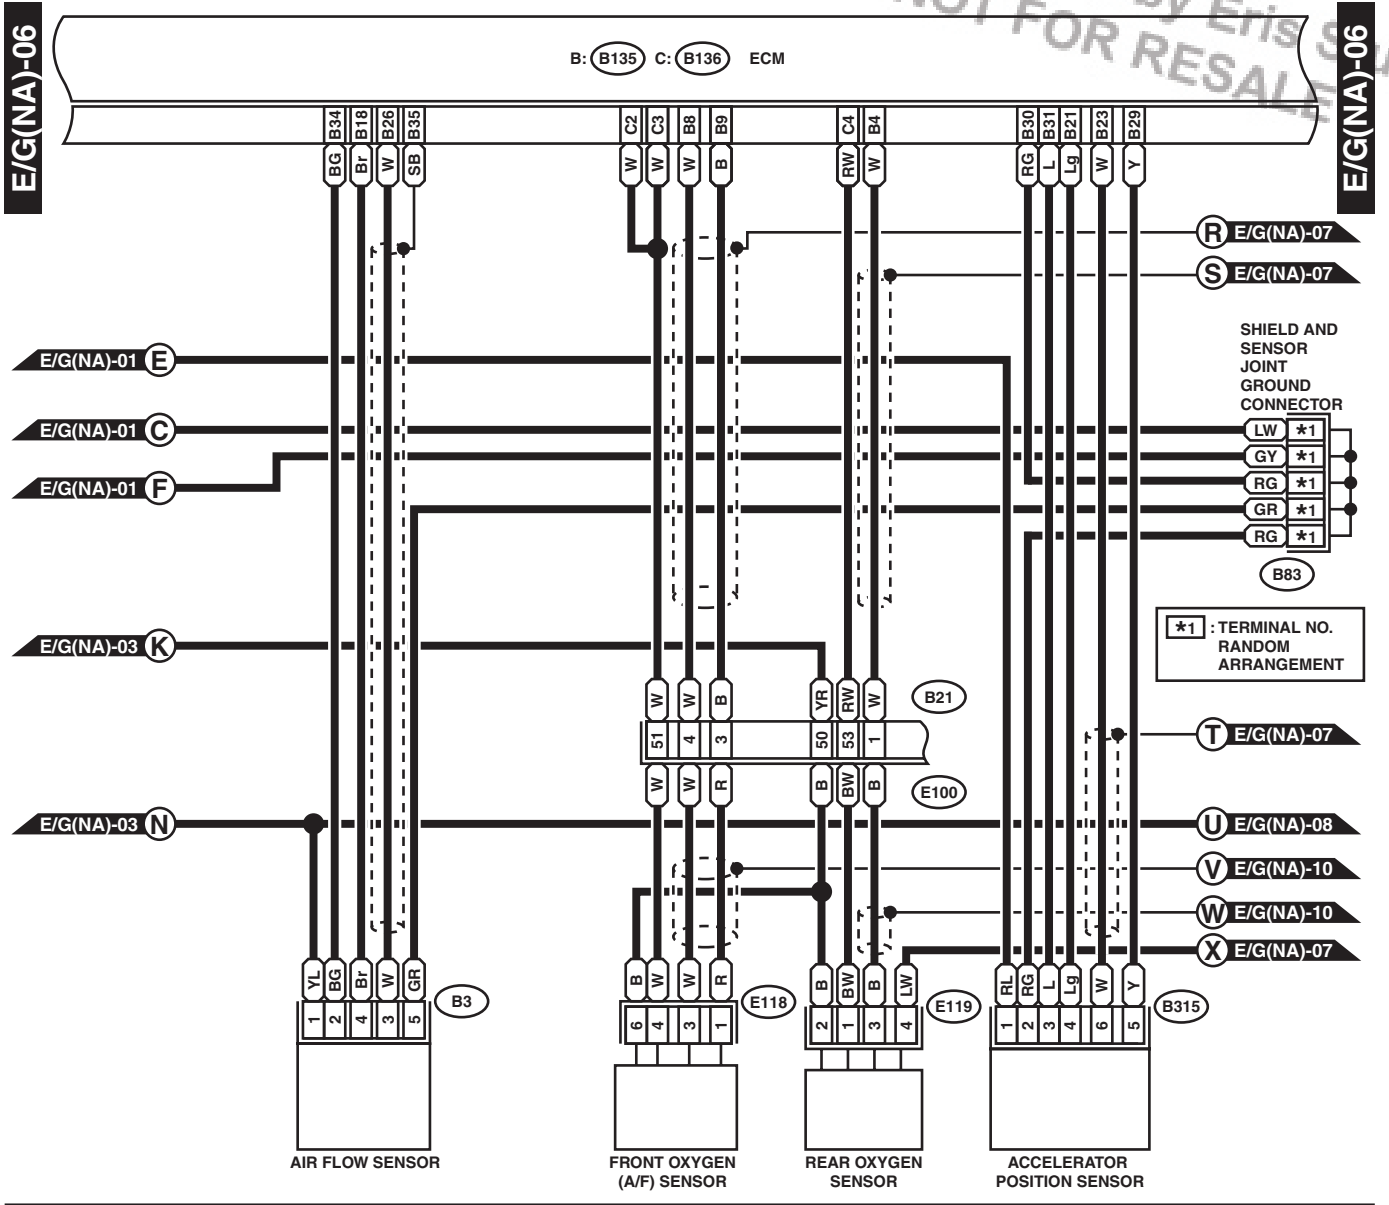 by Eris Stu
NOT FOR RESALE
E/G(NA)-06
E/G(NA)-06
B: B135 C: B136 ECM
B34 B18 B26 B35 C2 C3 B8 B9 C4 B4 B30 B31 B21 B23 B29
BG Br W SB W W W B RW W RG L Lg W Y
R E/G(NA)-07
S E/G(NA)-07
SHIELD AND
SENSOR
JOINT
GROUND
CONNECTOR
E/G(NA)-01 E
E/G(NA)-01 C
LW *1
GY *1
E/G(NA)-01 F
RG *1
GR *1
RG *1
B83
*1 : TERMINAL NO.
RANDOM
ARRANGEMENT
E/G(NA)-03 K
W W B YR RW W B21
51 4 3 50 53 1
T E/G(NA)-07
W W R B BW B E100
E/G(NA)-03 N
U E/G(NA)-08
V E/G(NA)-10
W E/G(NA)-10
X E/G(NA)-07
YL BG Br W GR B W W R B BW B LW RL RG L Lg W Y
B3 E118 E119 B315
1 2 4 3 5 6 4 3 1 2 1 3 4 1 2 3 4 6 5
AIR FLOW SENSOR
FRONT OXYGEN
(A/F) SENSOR
REAR OXYGEN
SENSOR
ACCELERATOR
POSITION SENSOR